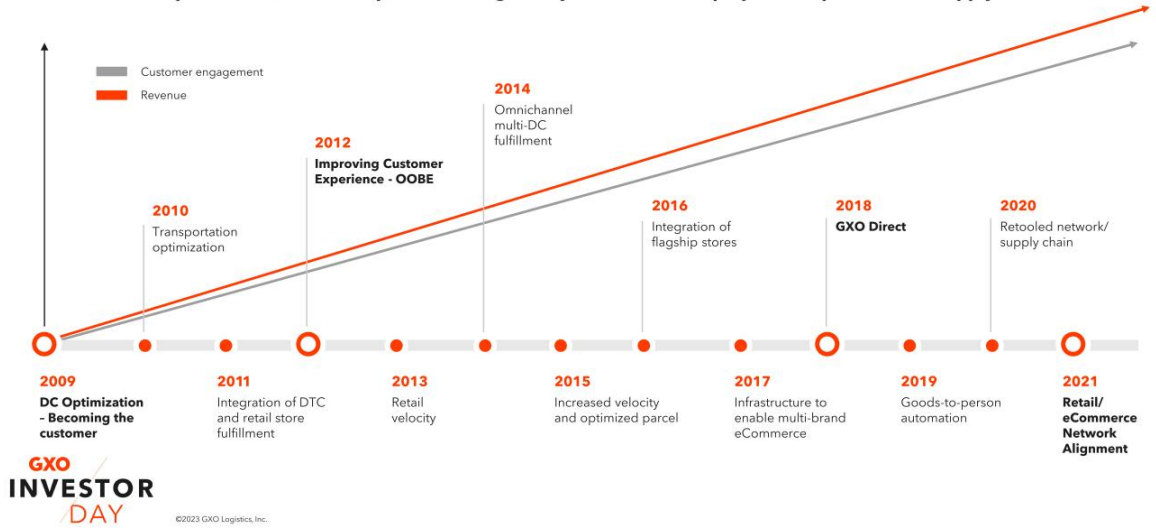 Customer engagement
Revenue
2014
Omnichannel
multi-DC
fulfillment
2012
Improving Customer
Experience - OOBE
2010
Transportation
optimization
2016
Integration of
flagship stores
2018
GXO Direct
2020
Retooled network/
supply chain
2009
DC Optimization
– Becoming the
customer
2011
Integration of DTC
and retail store
fulfillment
2013
Retail
velocity
2015
Increased velocity
and optimized parcel
2017
Infrastructure to
enable multi-brand
eCommerce
2019
Goods-to-person
automation
2021
Retail/
eCommerce
Network
Alignment
GXO
INVESTOR
DAY
©2023 GXO Logistics, Inc.